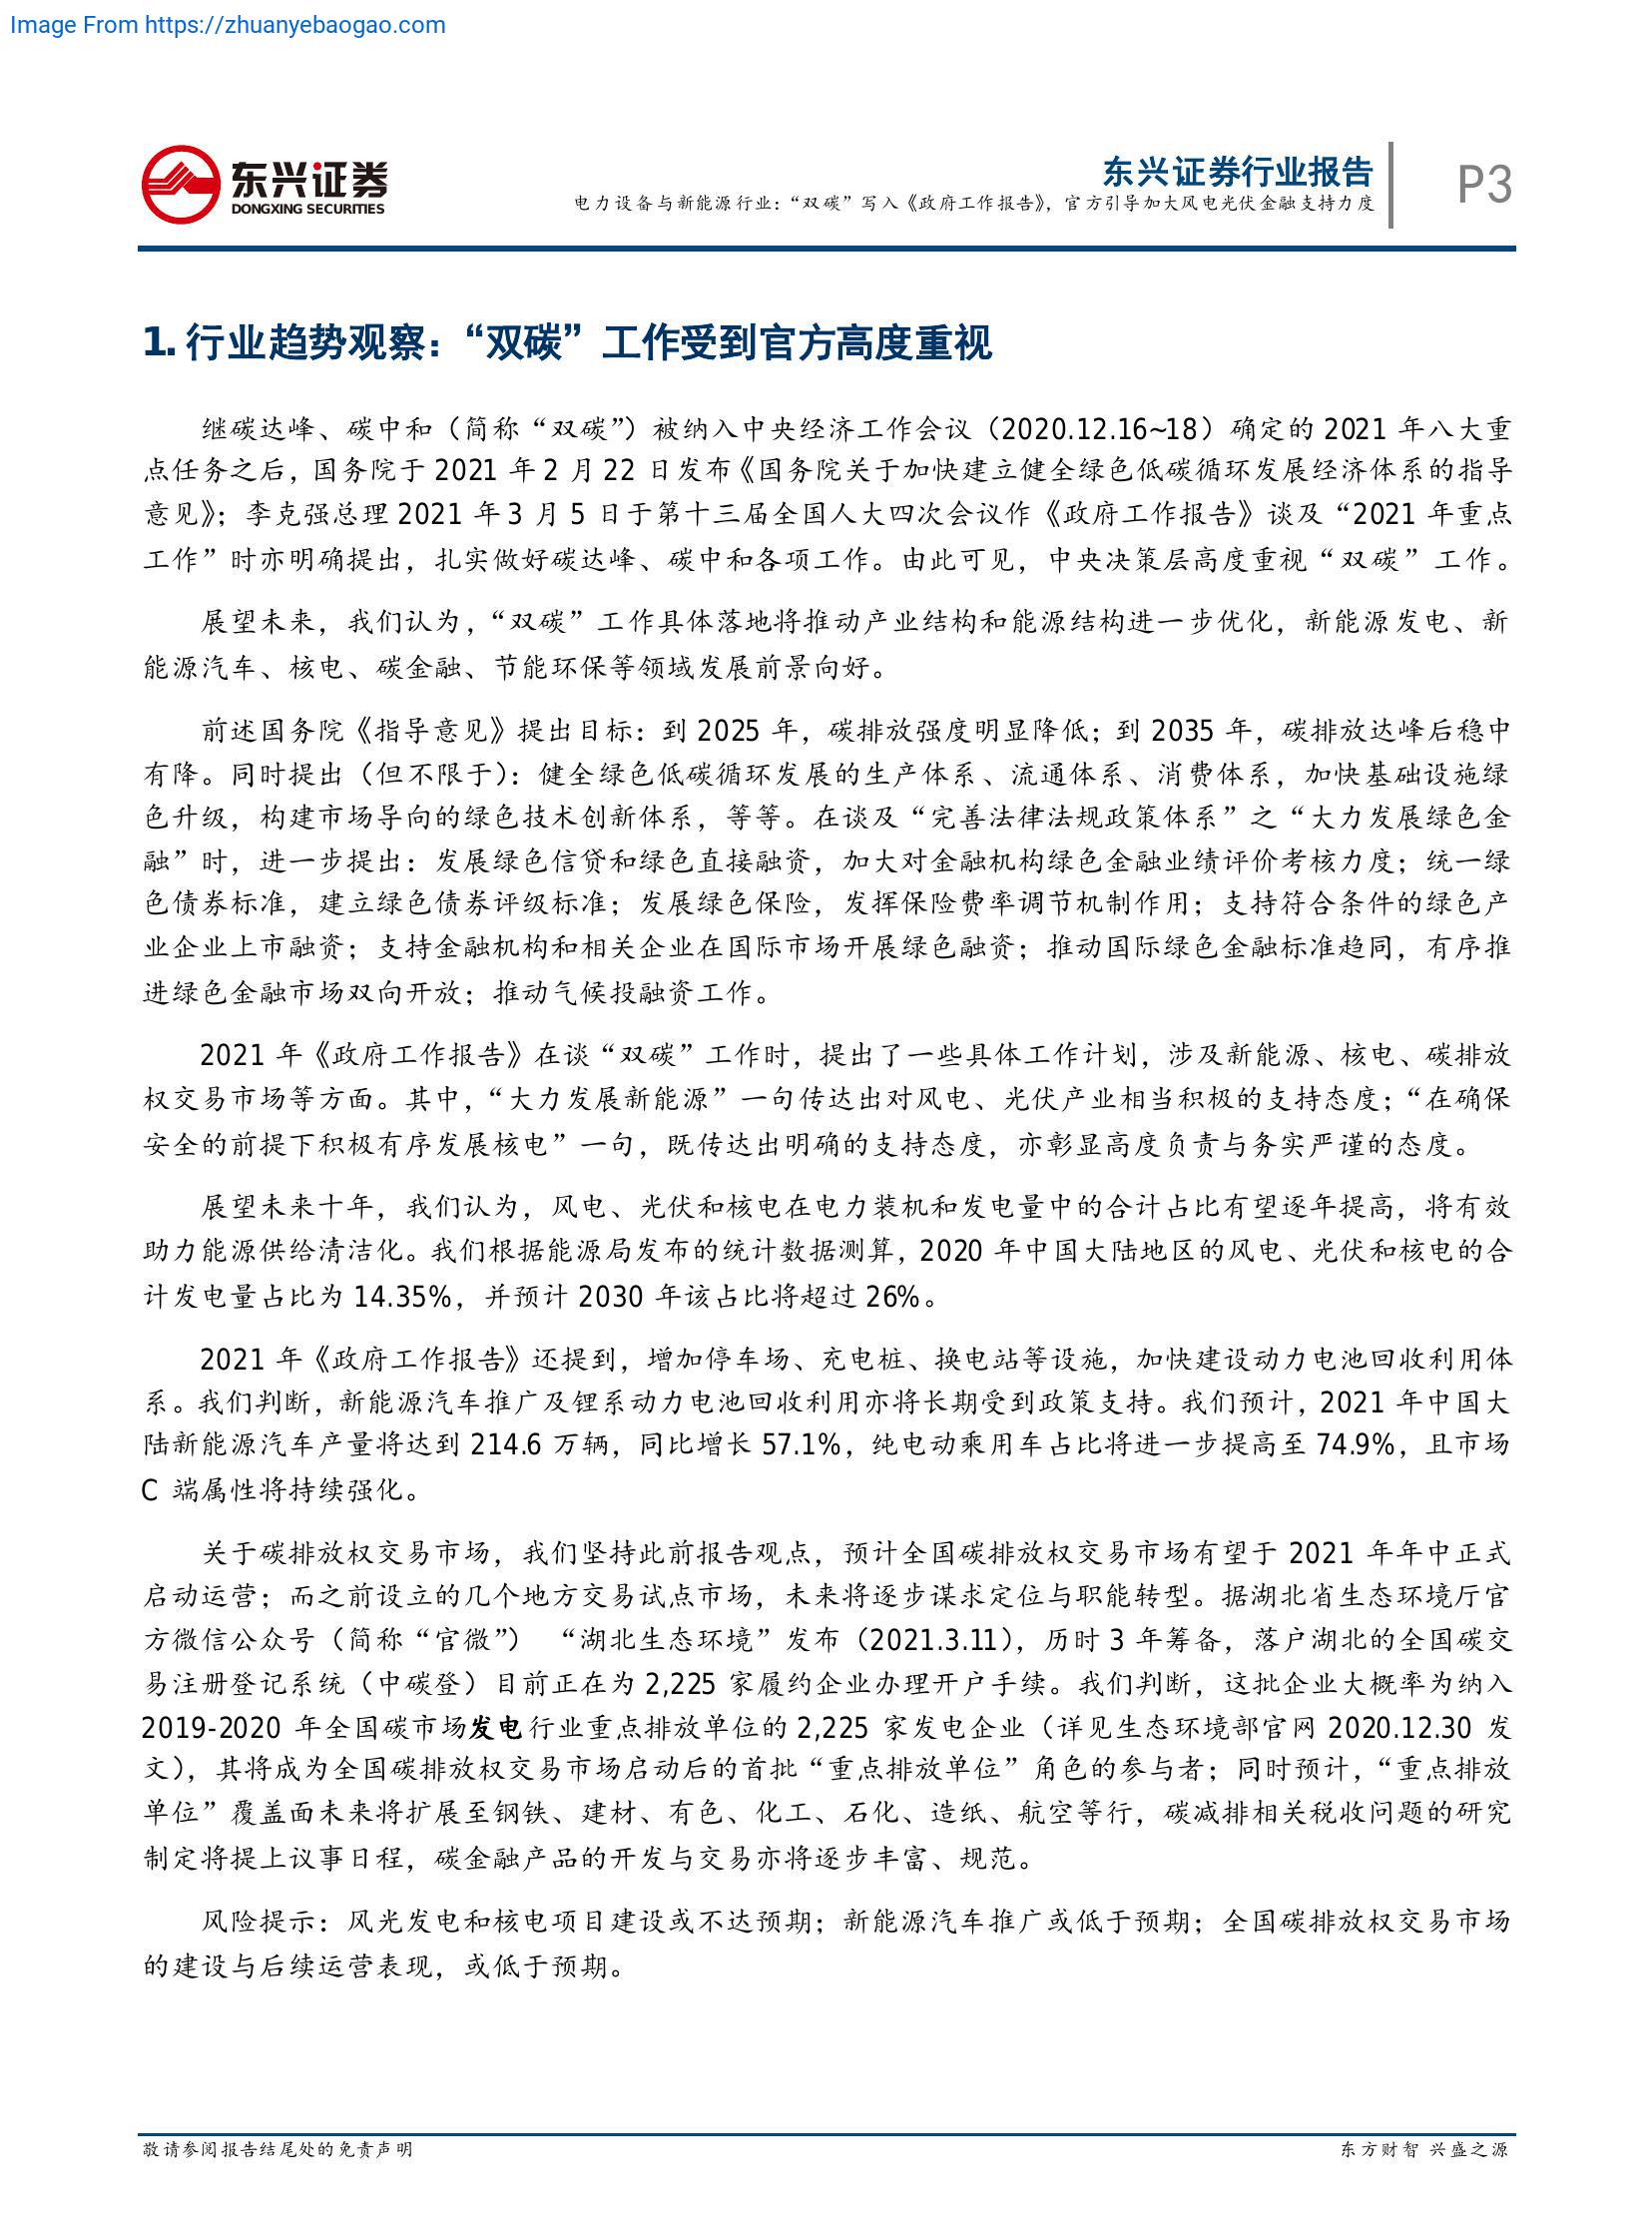 Image From https://zhuanyebaogao.com
东兴证券
DONGXING SECURITIES
东兴证券行业报告
电力设备与新能源行业：“双碳”写入《政府工作报告》，官方引导加大风电光伏金融支持力度
P3
1. 行业趋势观察：“双碳”工作受到官方高度重视
继碳达峰、碳中和（简称“双碳”）被纳入中央经济工作会议（2020.12.16~18）确定的 2021 年八大重
点任务之后，国务院于 2021 年 2 月 22 日发布《国务院关于加快建立健全绿色低碳循环发展经济体系的指导
意见》；李克强总理 2021 年 3 月 5 日于第十三届全国人大四次会议作《政府工作报告》谈及“2021 年重点
工作”时亦明确提出，扎实做好碳达峰、碳中和各项工作。由此可见，中央决策层高度重视“双碳”工作。
展望未来，我们认为，“双碳”工作具体落地将推动产业结构和能源结构进一步优化，新能源发电、新
能源汽车、核电、碳金融、节能环保等领域发展前景向好。
前述国务院《指导意见》提出目标：到 2025 年，碳排放强度明显降低；到 2035 年，碳排放达峰后稳中
有降。同时提出（但不限于）：健全绿色低碳循环发展的生产体系、流通体系、消费体系，加快基础设施绿
色升级，构建市场导向的绿色技术创新体系，等等。在谈及“完善法律法规政策体系”之“大力发展绿色金
融”时，进一步提出：发展绿色信贷和绿色直接融资，加大对金融机构绿色金融业绩评价考核力度；统一绿
色债券标准，建立绿色债券评级标准；发展绿色保险，发挥保险费率调节机制作用；支持符合条件的绿色产
业企业上市融资；支持金融机构和相关企业在国际市场开展绿色融资；推动国际绿色金融标准趋同，有序推
进绿色金融市场双向开放；推动气候投融资工作。
2021 年《政府工作报告》在谈“双碳”工作时，提出了一些具体工作计划，涉及新能源、核电、碳排放
权交易市场等方面。其中，“大力发展新能源”一句传达出对风电、光伏产业相当积极的支持态度；“在确保
安全的前提下积极有序发展核电”一句，既传达出明确的支持态度，亦彰显高度负责与务实严谨的态度。
展望未来十年，我们认为，风电、光伏和核电在电力装机和发电量中的合计占比有望逐年提高，将有效
助力能源供给清洁化。我们根据能源局发布的统计数据测算，2020 年中国大陆地区的风电、光伏和核电的合
计发电量占比为 14.35%，并预计 2030 年该占比将超过 26%。
2021 年《政府工作报告》还提到，增加停车场、充电桩、换电站等设施，加快建设动力电池回收利用体
系。我们判断，新能源汽车推广及锂系动力电池回收利用亦将长期受到政策支持。我们预计，2021 年中国大
陆新能源汽车产量将达到 214.6 万辆，同比增长 57.1%，纯电动乘用车占比将进一步提高至 74.9%，且市场
C 端属性将持续强化。
关于碳排放权交易市场，我们坚持此前报告观点，预计全国碳排放权交易市场有望于 2021 年年中正式
启动运营；而之前设立的几个地方交易试点市场，未来将逐步谋求定位与职能转型。据湖北省生态环境厅官
方微信公众号（简称“官微”） “湖北生态环境”发布（2021.3.11），历时 3 年筹备，落户湖北的全国碳交
易注册登记系统（中碳登）目前正在为 2,225 家履约企业办理开户手续。我们判断，这批企业大概率为纳入
2019-2020 年全国碳市场发电行业重点排放单位的 2,225 家发电企业（详见生态环境部官网 2020.12.30 发
文），其将成为全国碳排放权交易市场启动后的首批“重点排放单位”角色的参与者；同时预计，“重点排放
单位”覆盖面未来将扩展至钢铁、建材、有色、化工、石化、造纸、航空等行，碳减排相关税收问题的研究
制定将提上议事日程，碳金融产品的开发与交易亦将逐步丰富、规范。
风险提示：风光发电和核电项目建设或不达预期；新能源汽车推广或低于预期；全国碳排放权交易市场
的建设与后续运营表现，或低于预期。
敬请参阅报告结尾处的免责声明
东方财智 兴盛之源